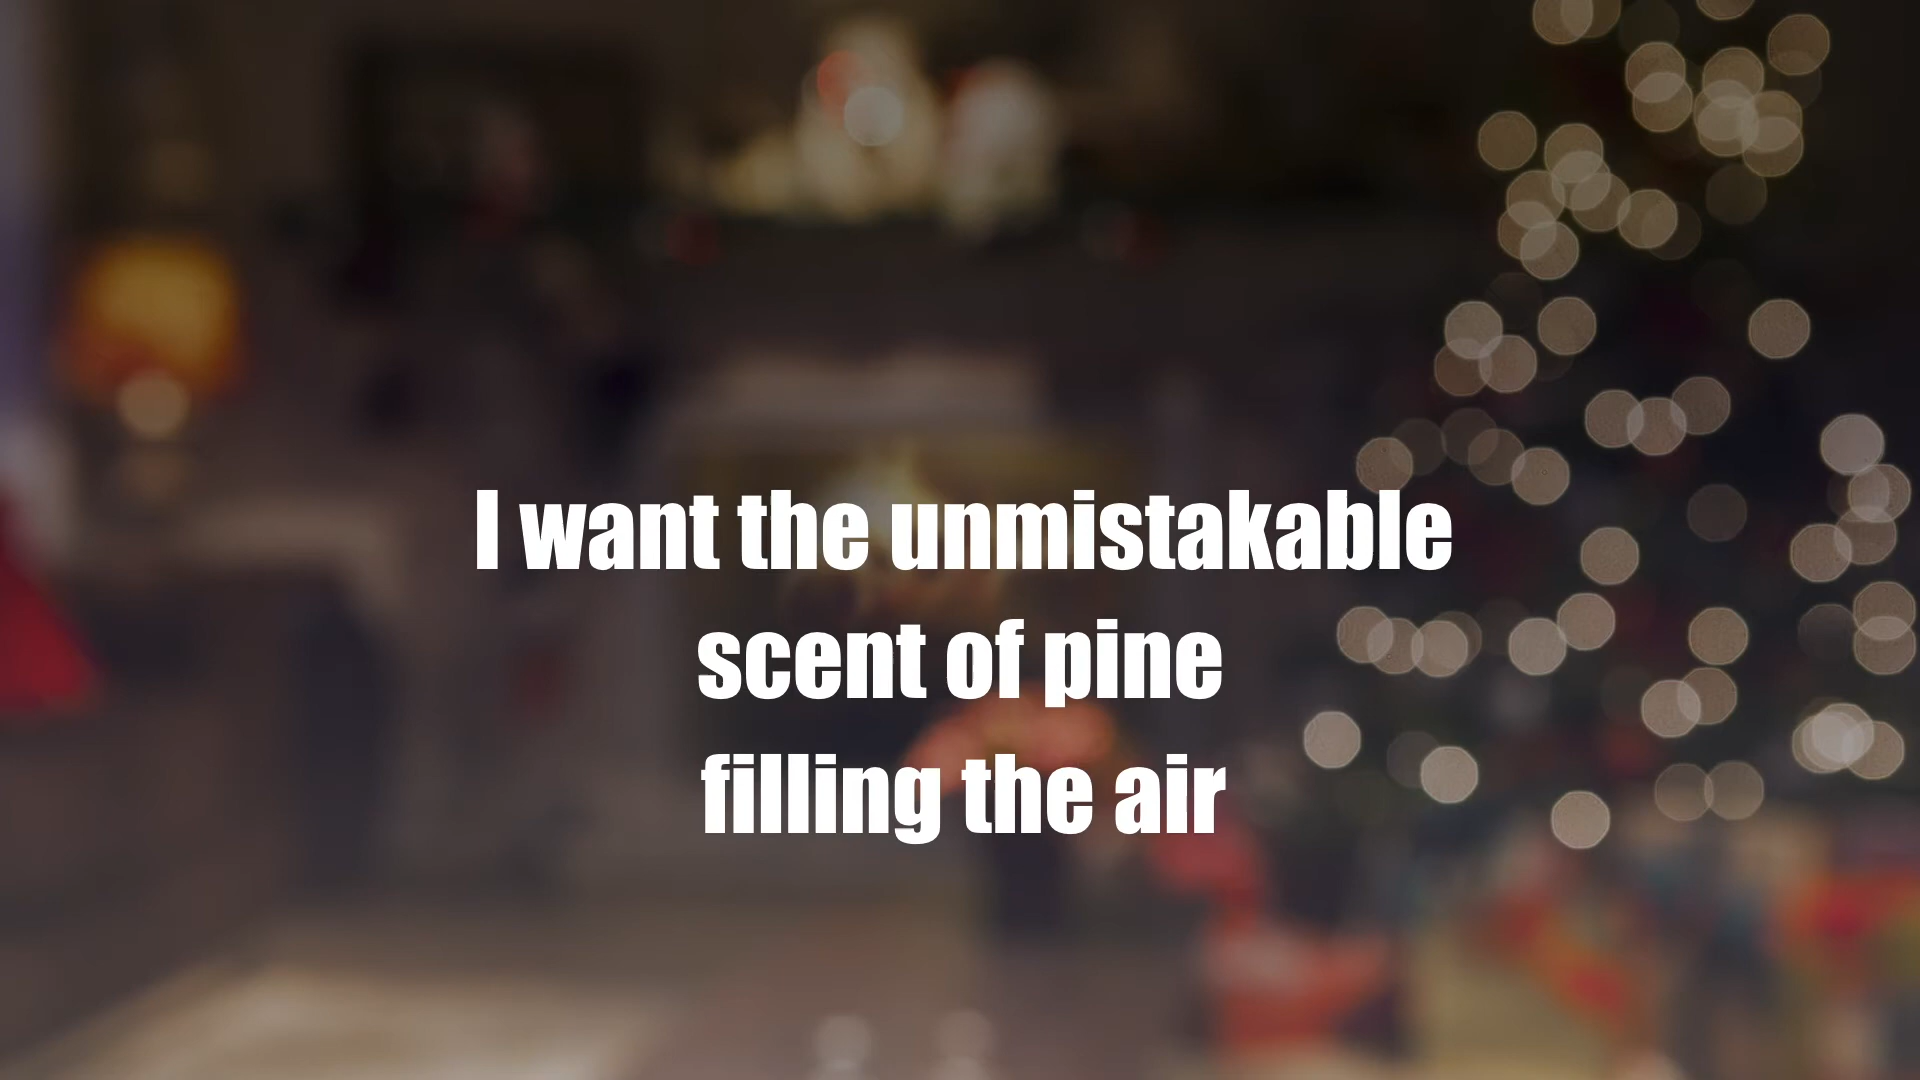 I want the unmistakable
scent of pine
filling the air